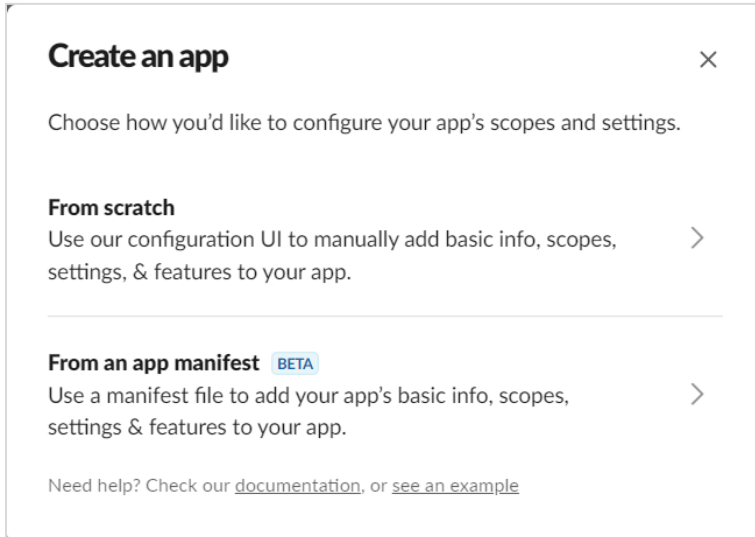 Create an app
Choose how you'd like to configure your app's scopes and settings.
From scratch
Use our configuration UI to manually add basic info, scopes,
settings, & features to your app.
From an app manifest BETA
Use a manifest file to add your app's basic info, scopes,
settings & features to your app.
Need help? Check our documentation, or see an example